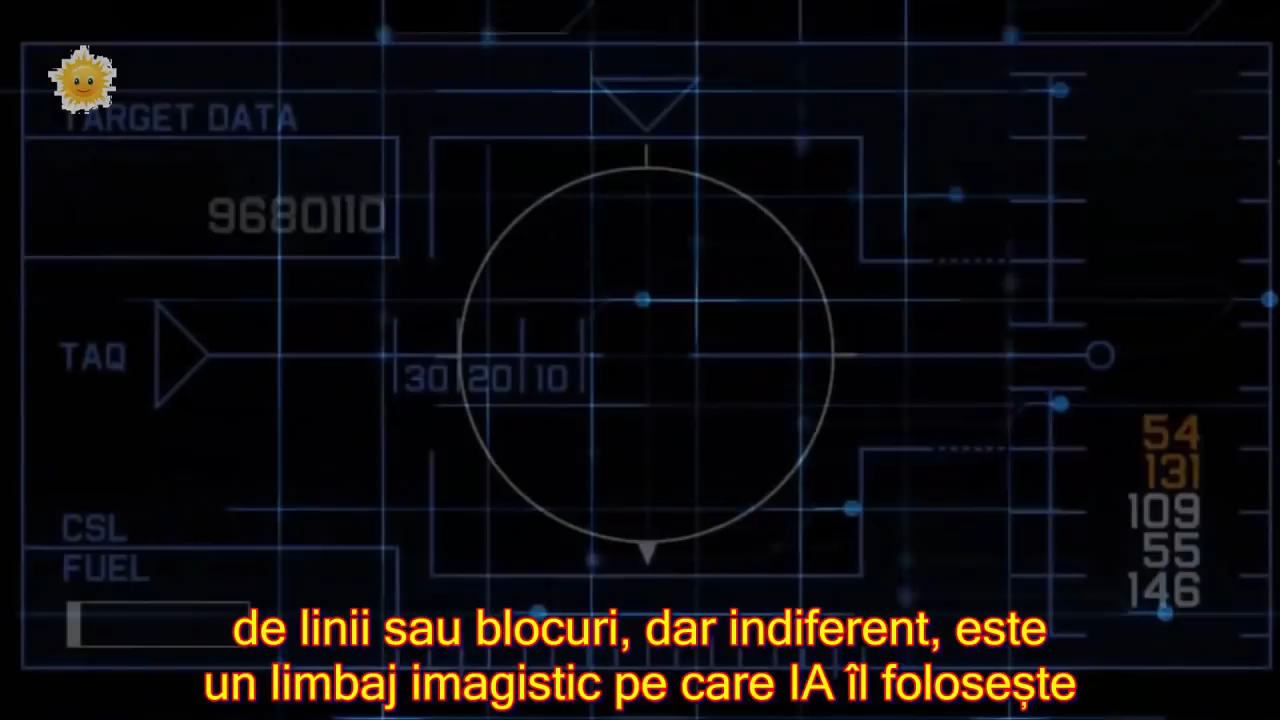 TARGET DATA
9680110
TAQ
30 20 10
54
131
109
55
146
CSL
FUEL
de linii sau blocuri, dar indiferent, este
un limbaj imagistic pe care IA îl folosește